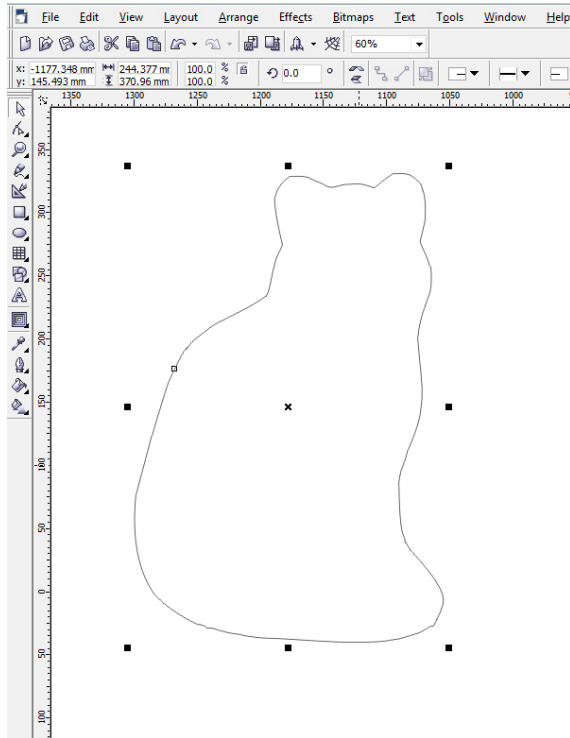 File Edit View Layout Arrange Effects Bitmaps Text Tools Window Help
60%
x: -1177.348 mm 244.377 mm 100.0 % 0.0 °
y: 145.493 mm 370.96 mm 100.0 %
1350 1300 1250 1200 1150 1100 1050 1000
350
300
250
200
150
100
50
0
50
100